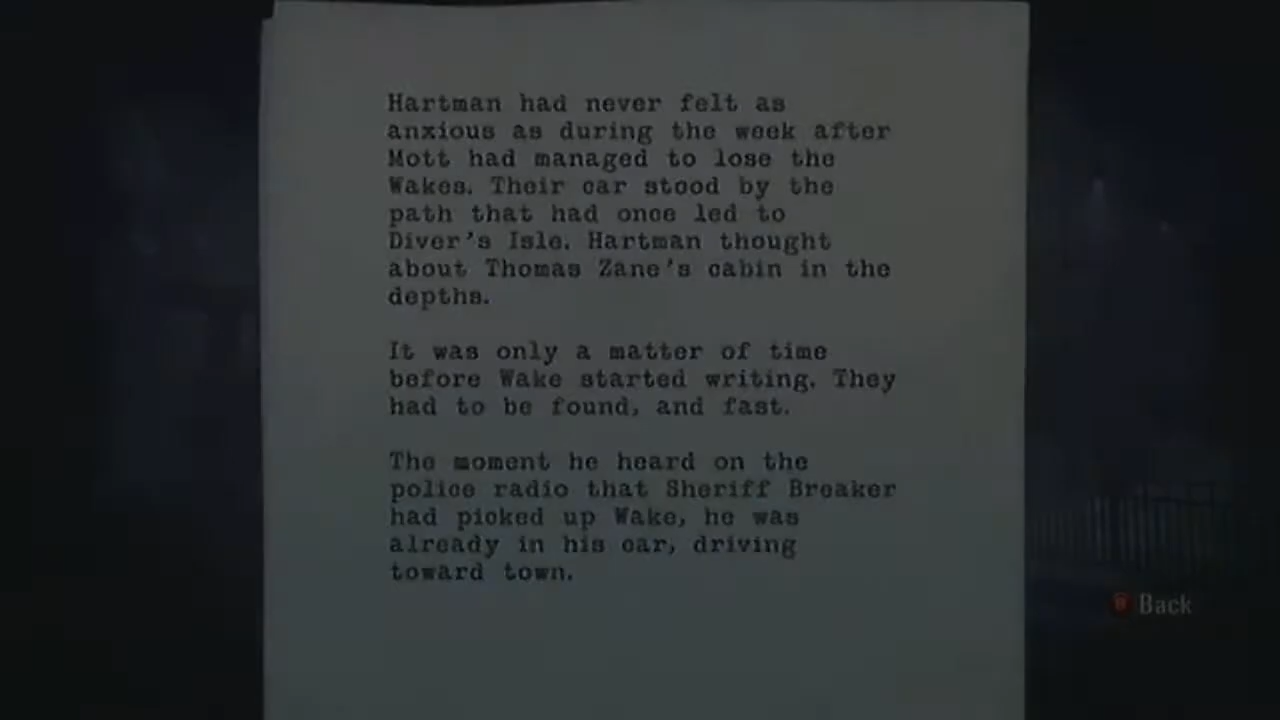 Hartman had never felt as
anxious as during the week after
Mott had managed to lose the
Wakes. Their car stood by the
path that had once led to
Diver's Isle. Hartman thought
about Thomas Zane's cabin in the
depths.
It was only a matter of time
before Wake started writing. They
had to be found, and fast.
The moment he heard on the
police radio that Sheriff Breaker
had picked up Wake, he was
already in his car, driving
toward town.
B Back